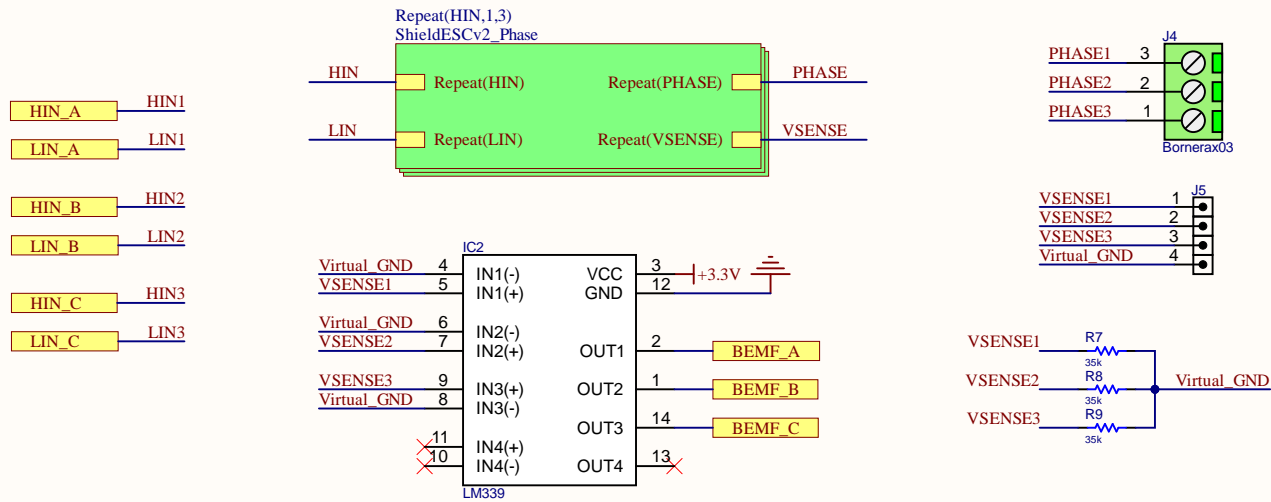 Repeat(HIN,1,3)
ShieldESCv2_Phase
HIN Repeat(HIN) Repeat(PHASE) PHASE
LIN Repeat(LIN) Repeat(VSENSE) VSENSE
HIN_A HIN1
LIN_A LIN1
HIN_B HIN2
LIN_B LIN2
HIN_C HIN3
LIN_C LIN3
J4
PHASE1 3
PHASE2 2
PHASE3 1
Bornerax03
J5
VSENSE1 1
VSENSE2 2
VSENSE3 3
Virtual_GND 4
IC2
Virtual_GND 4 IN1(-) VCC 3 +3.3V
VSENSE1 5 IN1(+) GND 12
Virtual_GND 6 IN2(-)
VSENSE2 7 IN2(+) OUT1 2 BEMF_A
VSENSE3 9 IN3(+) OUT2 1 BEMF_B
Virtual_GND 8 IN3(-)
OUT3 14 BEMF_C
11 IN4(+)
10 IN4(-) OUT4 13
LM339
VSENSE1 R7
35k
VSENSE2 R8 Virtual_GND
35k
VSENSE3 R9
35k